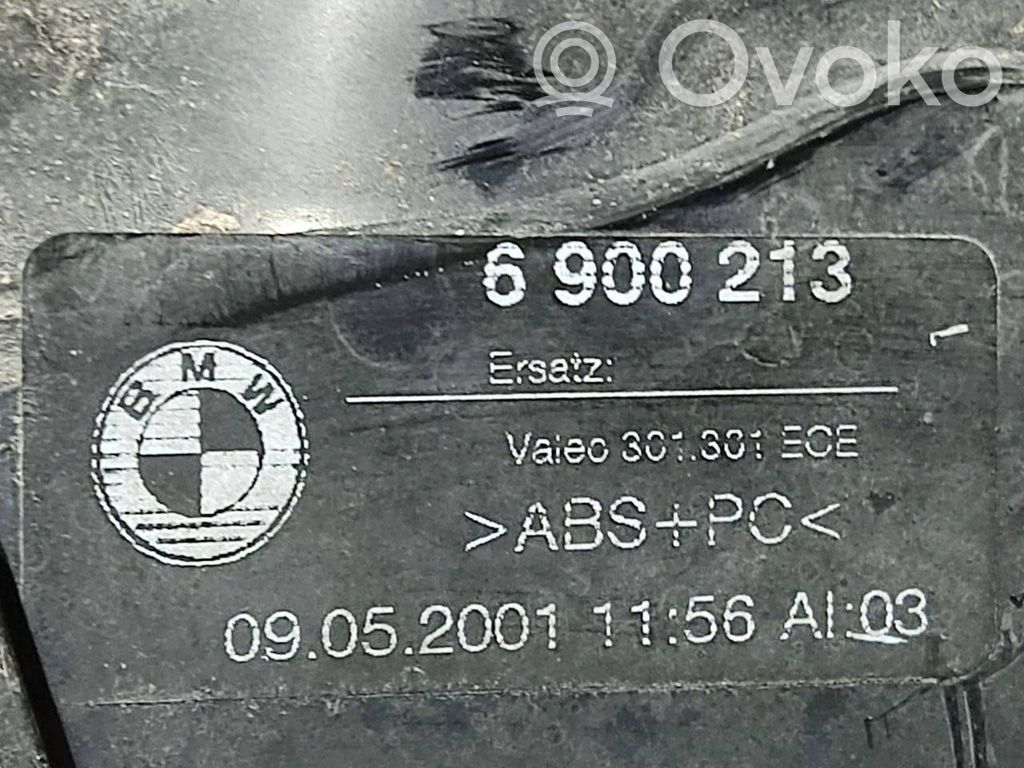 Ovoko
6 900 213
Ersatz:
BMW
Valeo 301.301 ECE
>ABS+PC<
09.05.2001 11:56 AI:03